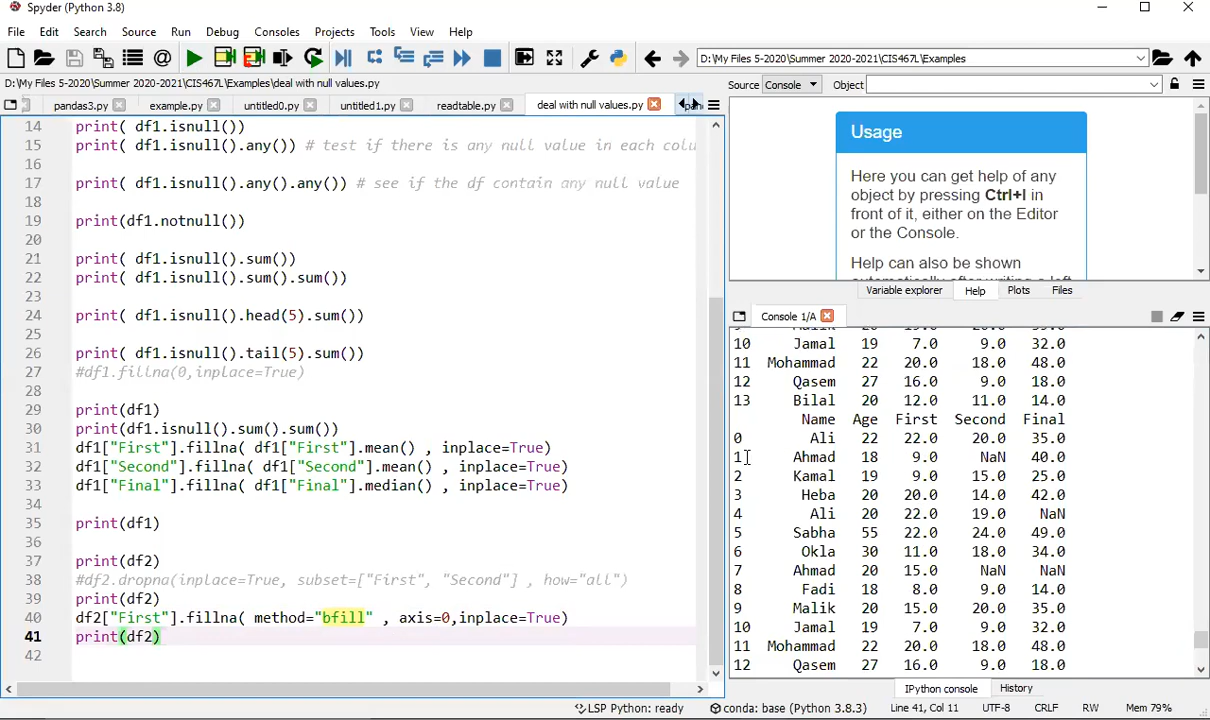 Spyder (Python 3.8)
File Edit Search Source Run Debug Consoles Projects Tools View Help
D:\My Files 5-2020\Summer 2020-2021\CIS467L\Examples
D:\My Files 5-2020\Summer 2020-2021\CIS467L\Examples\deal with null values.py
pandas3.py example.py untitled0.py untitled1.py readtable.py deal with null values.py
14 print( df1.isnull())
15 print( df1.isnull().any()) # test if there is any null value in each colu
16
17 print( df1.isnull().any().any()) # see if the df contain any null value
18
19 print(df1.notnull())
20
21 print( df1.isnull().sum())
22 print( df1.isnull().sum().sum())
23
24 print( df1.isnull().head(5).sum())
25
26 print( df1.isnull().tail(5).sum())
27 #df1.fillna(0,inplace=True)
28
29 print(df1)
30 print(df1.isnull().sum().sum())
31 df1["First"].fillna( df1["First"].mean() , inplace=True)
32 df1["Second"].fillna( df1["Second"].mean() , inplace=True)
33 df1["Final"].fillna( df1["Final"].median() , inplace=True)
34
35 print(df1)
36
37 print(df2)
38 #df2.dropna(inplace=True, subset=["First", "Second"] , how="all")
39 print(df2)
40 df2["First"].fillna( method="bfill" , axis=0,inplace=True)
41 print(df2)
42
Source Console Object
Usage
Here you can get help of any
object by pressing Ctrl+I in
front of it, either on the Editor
or the Console.
Help can also be shown
Variable explorer Help Plots Files
Console 1/A
10 Jamal 19 7.0 9.0 32.0
11 Mohammad 22 20.0 18.0 48.0
12 Qasem 27 16.0 9.0 18.0
13 Bilal 20 12.0 11.0 14.0
Name Age First Second Final
0 Ali 22 22.0 20.0 35.0
1 Ahmad 18 9.0 NaN 40.0
2 Kamal 19 9.0 15.0 25.0
3 Heba 20 20.0 14.0 42.0
4 Ali 20 22.0 19.0 NaN
5 Sabha 55 22.0 24.0 49.0
6 Okla 30 11.0 18.0 34.0
7 Ahmad 20 15.0 NaN NaN
8 Fadi 18 8.0 9.0 14.0
9 Malik 20 15.0 20.0 35.0
10 Jamal 19 7.0 9.0 32.0
11 Mohammad 22 20.0 18.0 48.0
12 Qasem 27 16.0 9.0 18.0
IPython console History
LSP Python: ready conda: base (Python 3.8.3) Line 41, Col 11 UTF-8 CRLF RW Mem 79%